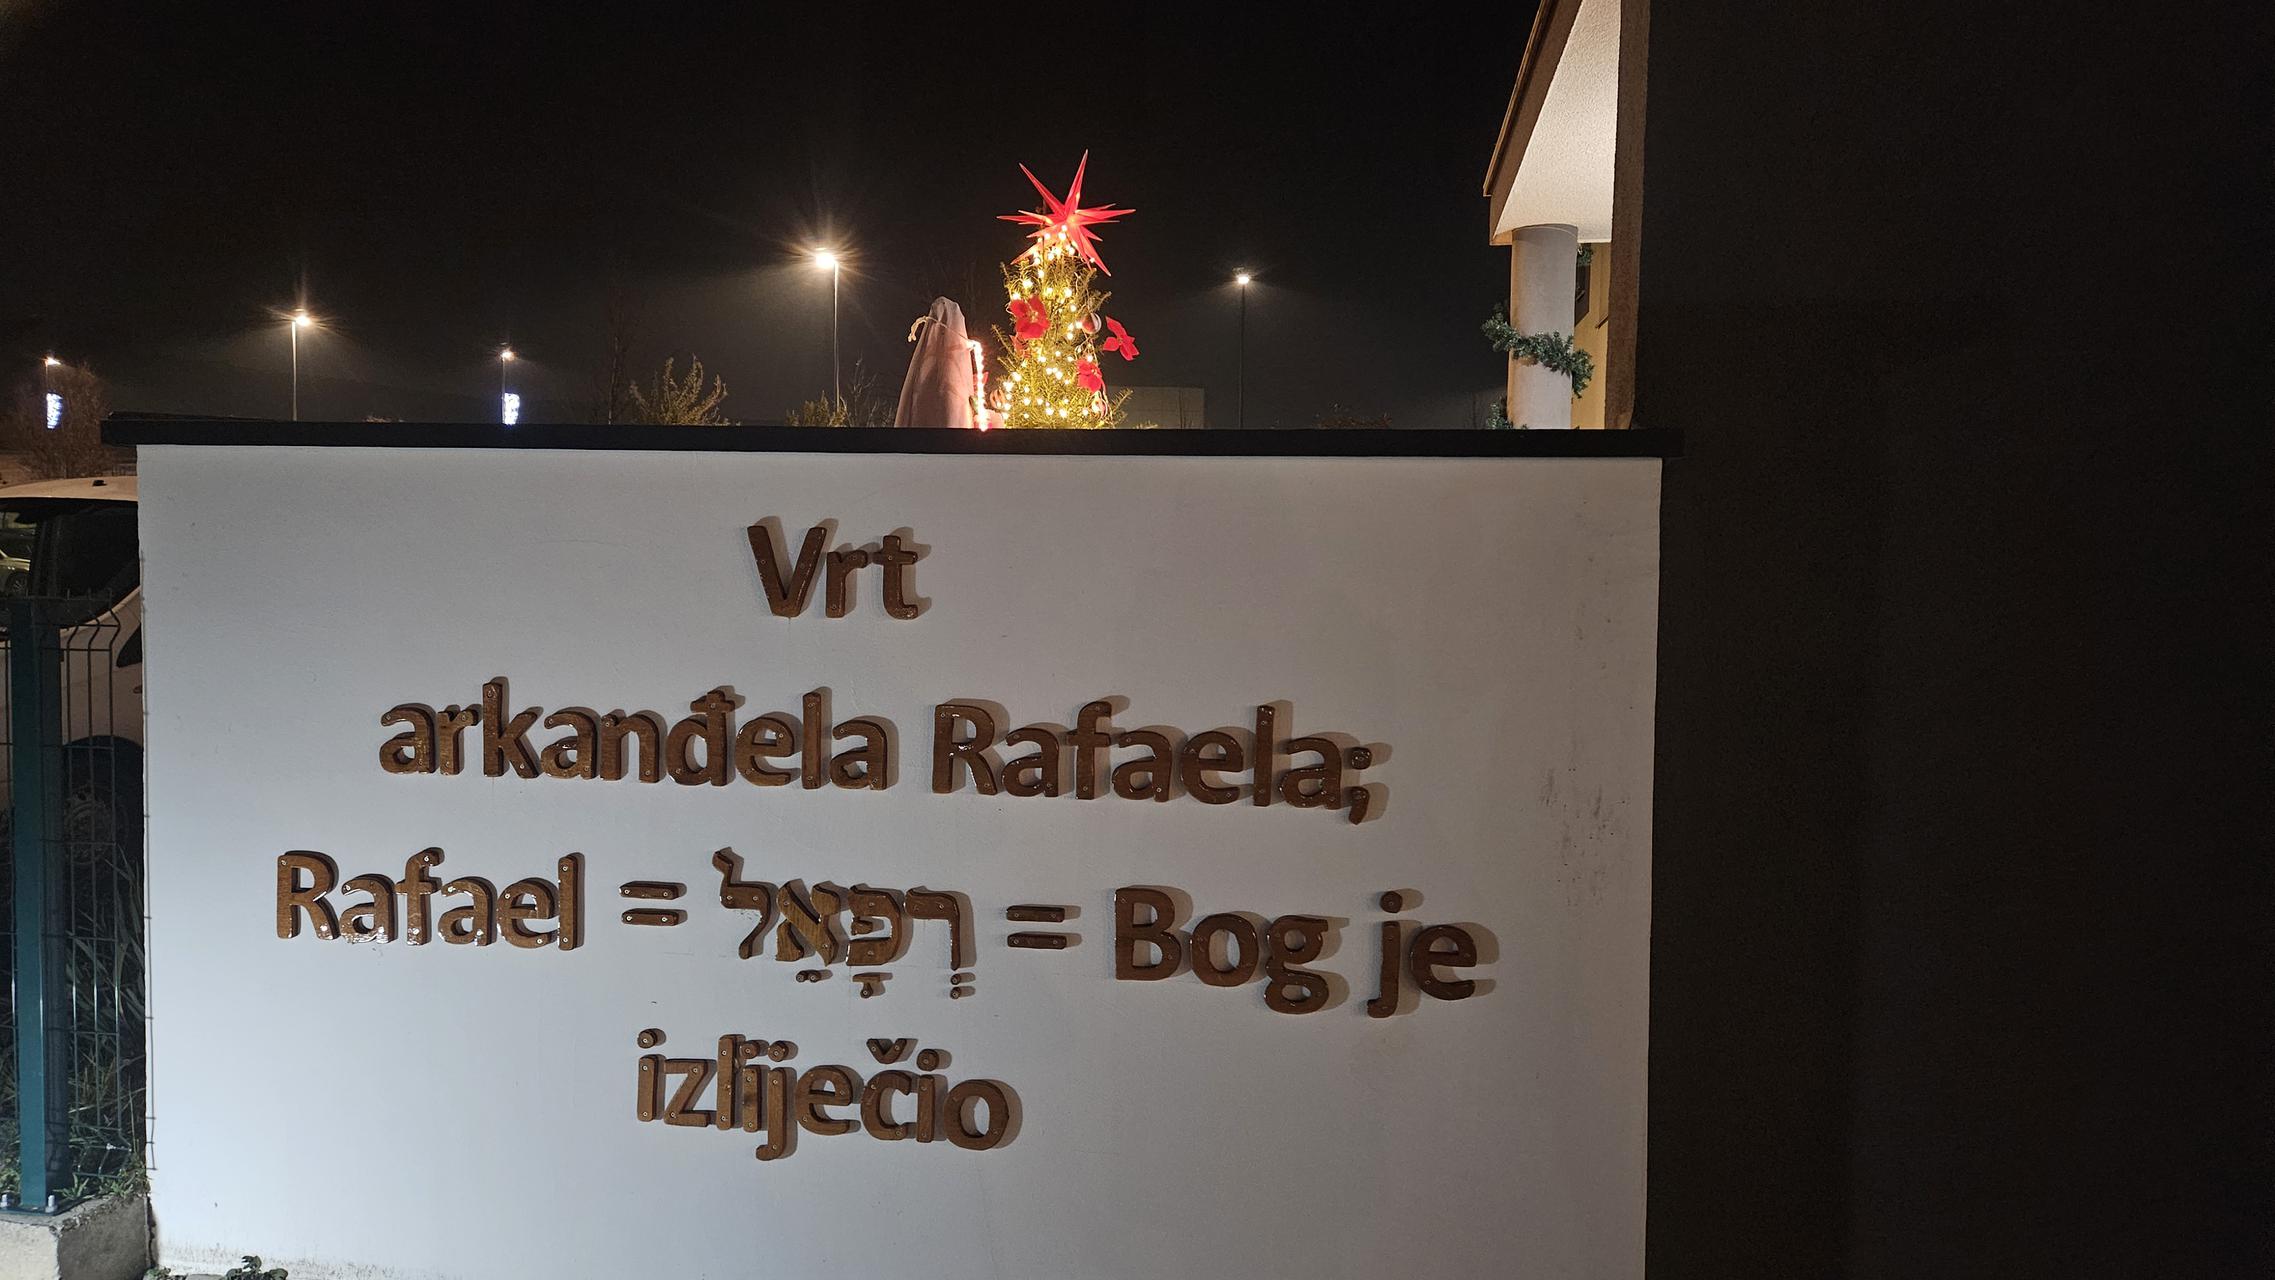 Vrt
arkanđela Rafaela;
Rafael = רְפָאֵל = Bog je
izliječio